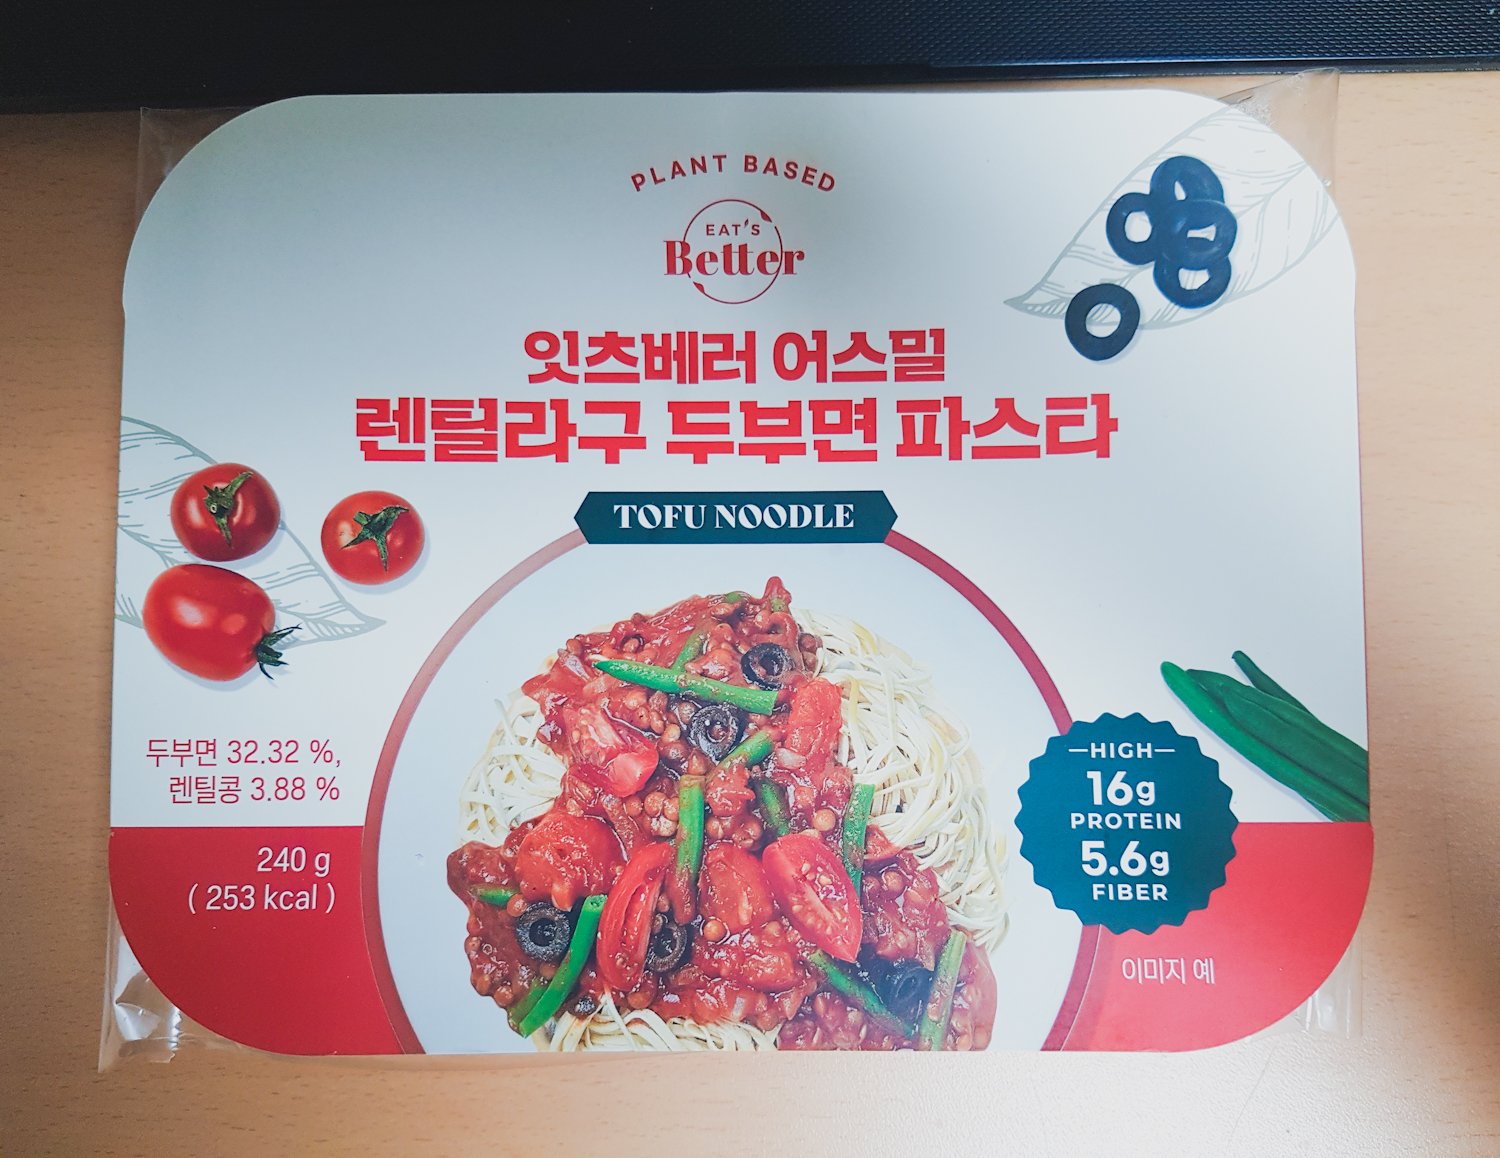 PLANT BASED
EAT'S
Better
잇츠베러 어스밀
렌틸라구 두부면 파스타
TOFU NOODLE
두부면 32.32 %,
렌틸콩 3.88 %
240 g
( 253 kcal )
HIGH
16g
PROTEIN
5.6g
FIBER
이미지 예